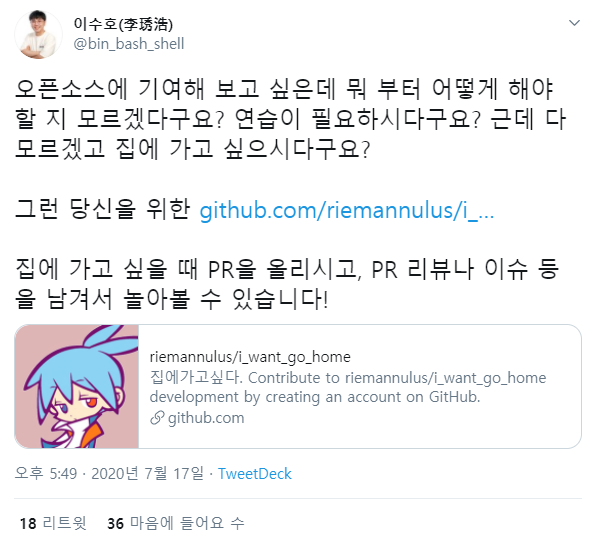 이수호(李琇浩)
@bin_bash_shell
오픈소스에 기여해 보고 싶은데 뭐 부터 어떻게 해야
할 지 모르겠다구요? 연습이 필요하시다구요? 근데 다
모르겠고 집에 가고 싶으시다구요?
그런 당신을 위한 github.com/riemannulus/i_...
집에 가고 싶을 때 PR을 올리시고, PR 리뷰나 이슈 등
을 남겨서 놀아볼 수 있습니다!
riemannulus/i_want_go_home
집에가고싶다. Contribute to riemannulus/i_want_go_home
development by creating an account on GitHub.
github.com
오후 5:49 · 2020년 7월 17일 · TweetDeck
18 리트윗 36 마음에 들어요 수